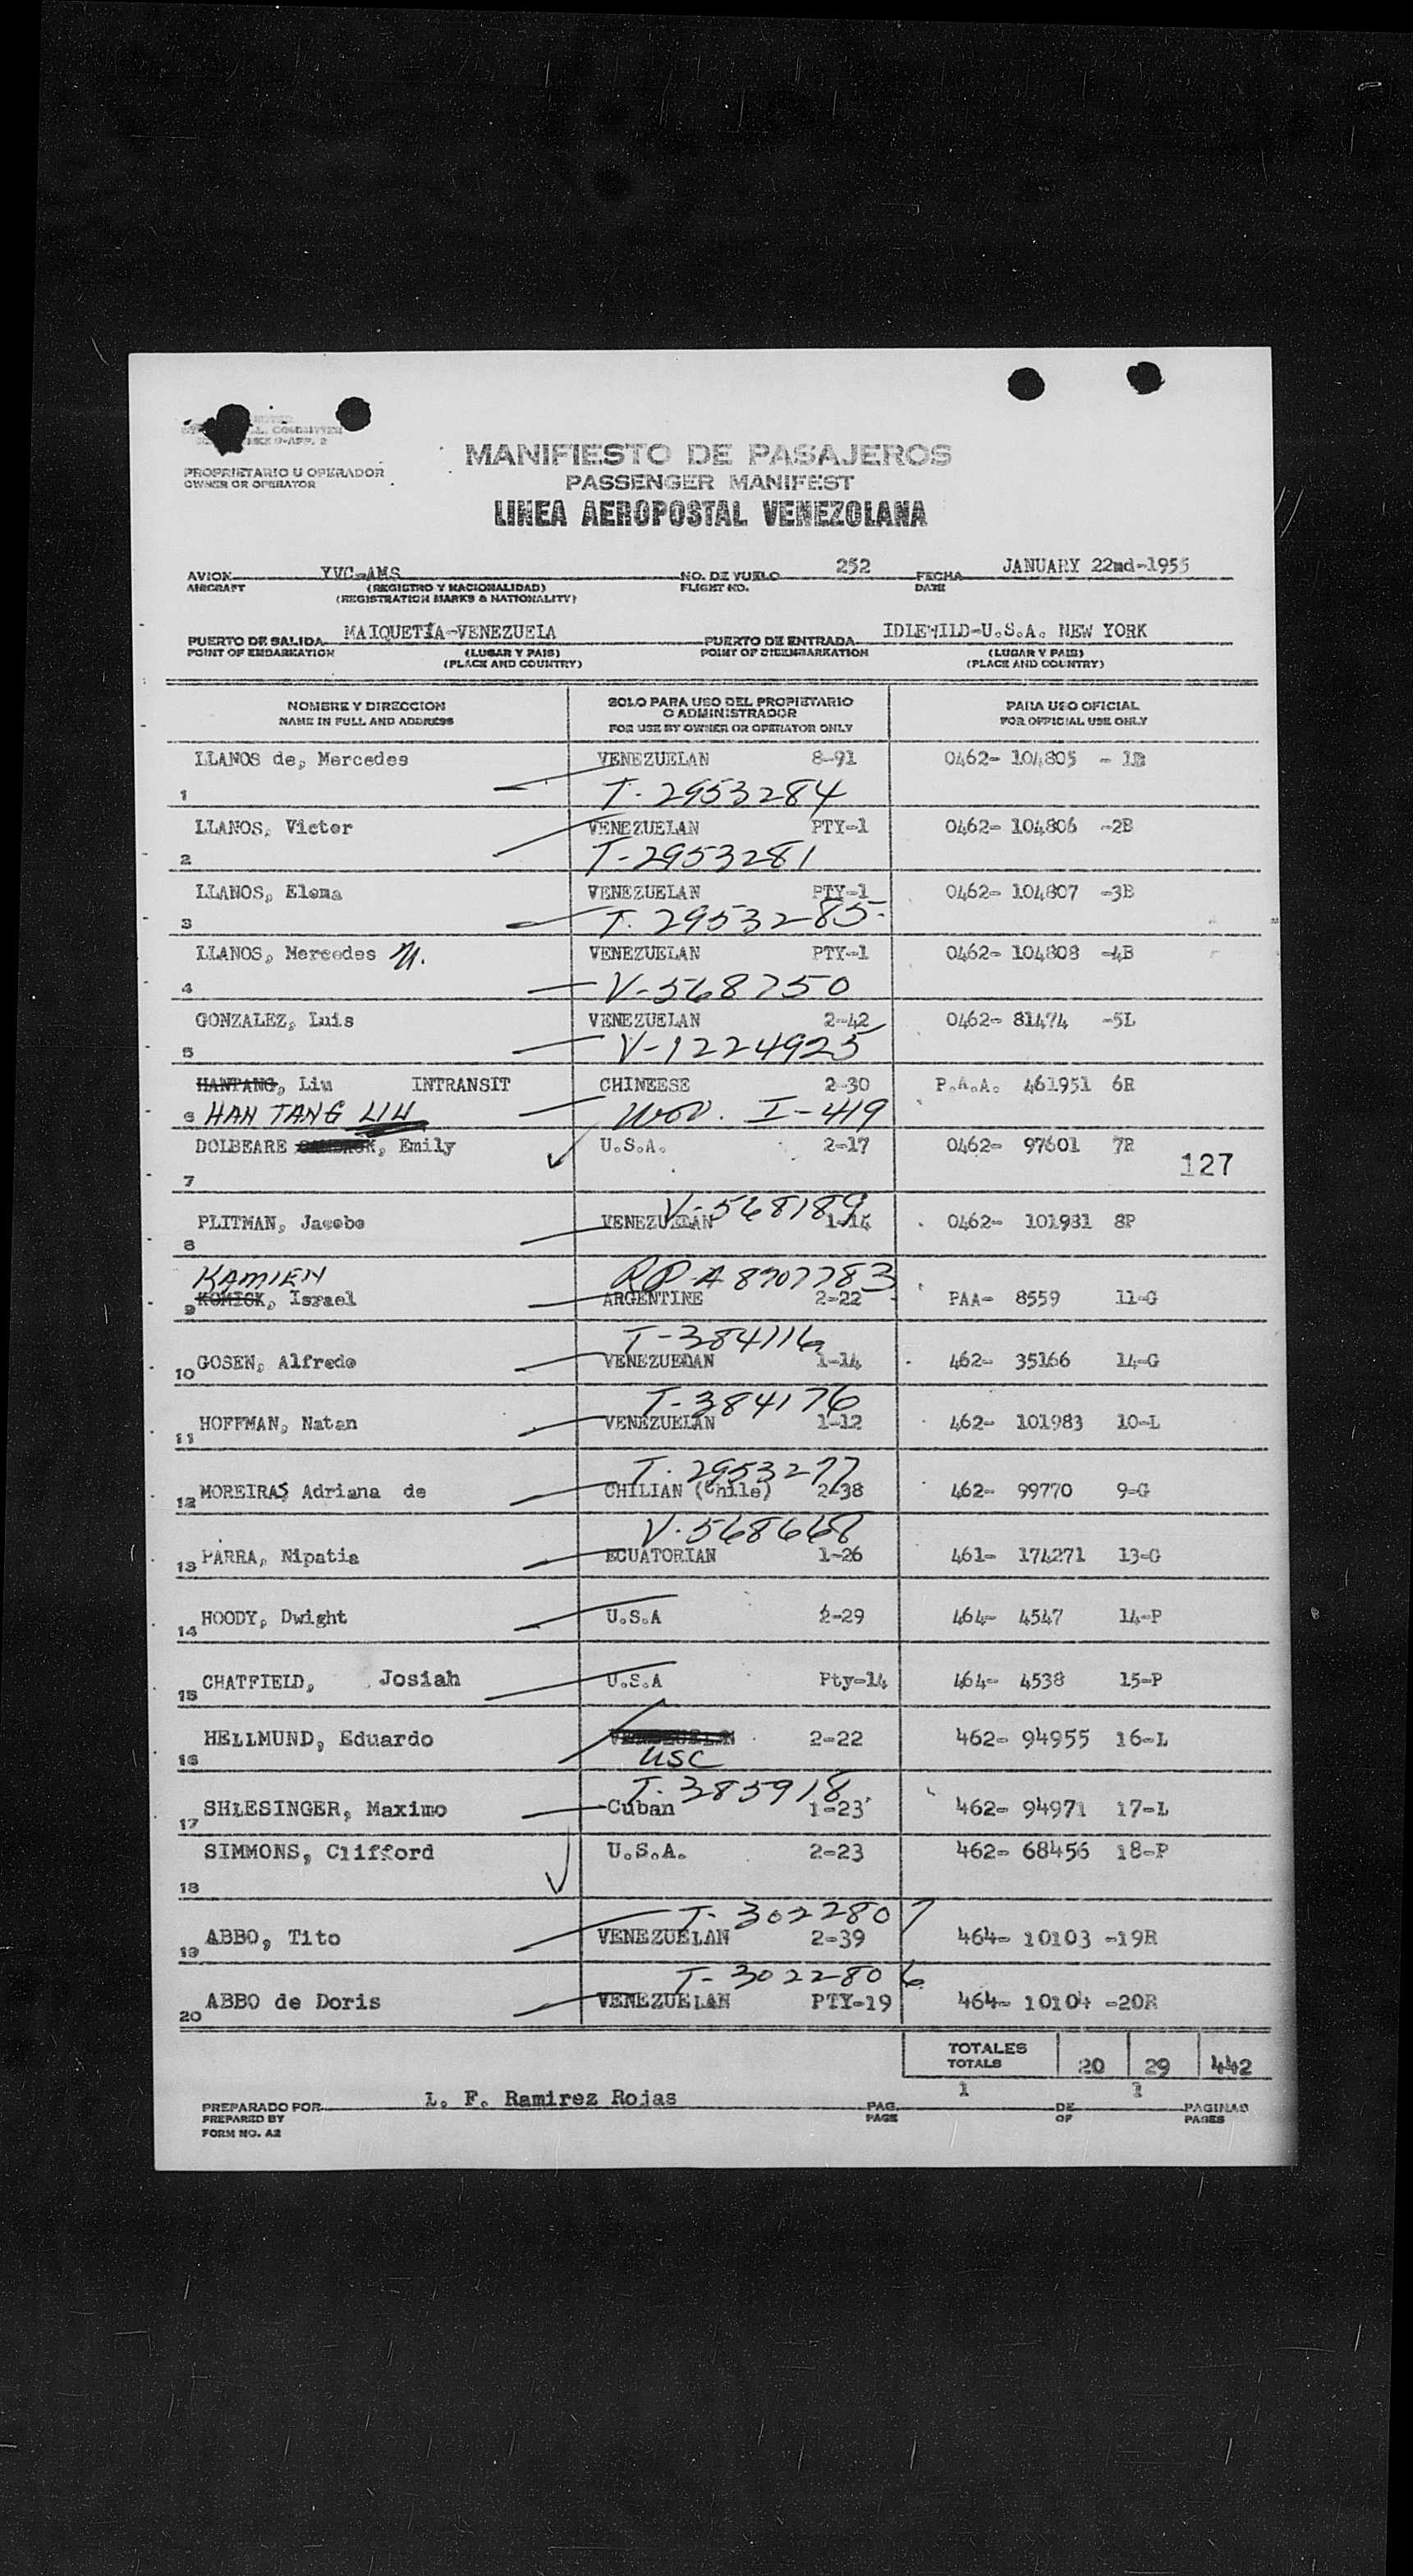 PROPRIETARIO U OPERADOR
OWNER OR OPERATOR
MANIFIESTO DE PASAJEROS
PASSENGER MANIFEST
LINEA AEROPOSTAL VENEZOLANA
AVION YVC-AMS NO. DE VUELO 252 FECHA JANUARY 22nd-1955
AIRCRAFT (REGISTRO Y NACIONALIDAD) FLIGHT NO. DATE
(REGISTRATION MARKS & NATIONALITY)
PUERTO DE SALIDA MAIQUETÍA-VENEZUELA PUERTO DE ENTRADA IDLEWILD-U.S.A. NEW YORK
POINT OF EMBARKATION (LUGAR Y PAIS) POINT OF DISEMBARKATION (LUGAR Y PAIS)
(PLACE AND COUNTRY) (PLACE AND COUNTRY)
NOMBRE Y DIRECCION SOLO PARA USO DEL PROPIETARIO O ADMINISTRADOR PARA USO OFICIAL
NAME IN FULL AND ADDRESS FOR USE BY OWNER OR OPERATOR ONLY FOR OFFICIAL USE ONLY
LLANOS de, Mercedes VENEZUELAN 8-91 0462- 104805 - 1B
1 T-2953284
LLANOS, Victor VENEZUELAN PTY-1 0462- 104806 -2B
2 T-2953281
LLANOS, Elena VENEZUELAN PTY-1 0462- 104807 -3B
3 T-2953285.
LLANOS, Mercedes N. VENEZUELAN PTY-1 0462- 104808 -4B
4 V-568750
GONZALEZ, Luis VENEZUELAN 2-42 0462- 81474 -5L
5 V-1224925
HANTANG, Liu INTRANSIT CHINEESE 2-30 P.A.A. 461951 6R
6 HAN TANG LIU I-419
DOLBEARE , Emily U.S.A. 2-17 0462- 97601 7R
7 127
V-568189
PLITMAN, Jacobo VENEZUELAN 1-14 0462- 101981 8P
8
KAMIEN RP-A8907783
9 KOMICK, Israel ARGENTINE 2-22 PAA- 8559 11-G
T-384116
10 GOSEN, Alfredo VENEZUELAN 1-14 462- 35166 14-G
T-384176
11 HOFFMAN, Natan VENEZUELAN 1-12 462- 101983 10-L
T-2953277
12 MOREIRAS Adriana de CHILIAN (Chile) 2-38 462- 99770 9-G
V-568668
13 PARRA, Nipatia ECUATORIAN 1-26 461- 174271 13-G
14 HOODY, Dwight U.S.A 2-29 464- 4547 14-P
15 CHATFIELD, Josiah U.S.A Pty-14 464- 4538 15-P
HELLMUND, Eduardo VENEZUELAN 2-22 462- 94955 16-L
16 USC
T-385918
17 SHLESINGER, Maximo Cuban 1-23 462- 94971 17-L
SIMMONS, Clifford U.S.A. 2-23 462- 68456 18-P
18
T-3022807
19 ABBO, Tito VENEZUELAN 2-39 464- 10103 -19R
T-3022806
20 ABBO de Doris VENEZUELAN PTY-19 464- 10104 -20R
TOTALES
TOTALS 20 29 442
PREPARADO POR L. F. Ramirez Rojas PAG. 1 DE 1 PAGINAS
PREPARED BY PAGE OF PAGES
FORM NO. A2